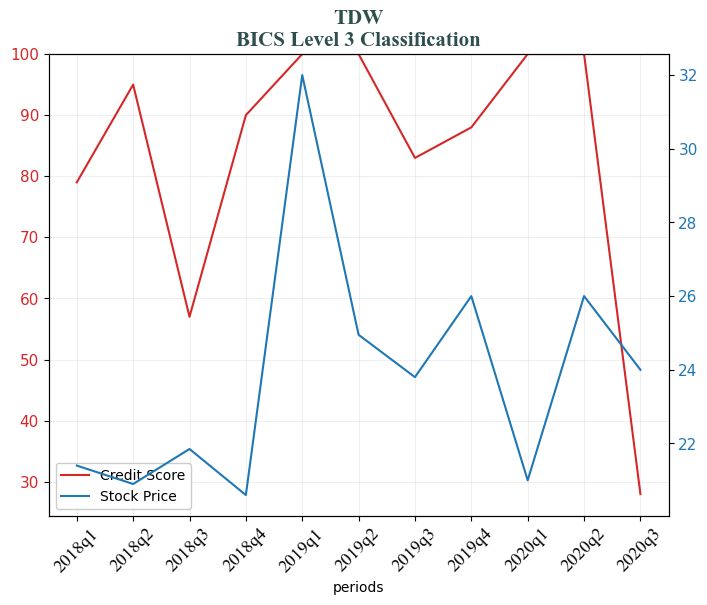 TDW
BICS Level 3 Classification
100
90
80
70
60
50
40
30
32
30
28
26
24
22
Credit Score
Stock Price
2018q1
2018q2
2018q3
2018q4
2019q1
2019q2
2019q3
2019q4
2020q1
2020q2
2020q3
periods